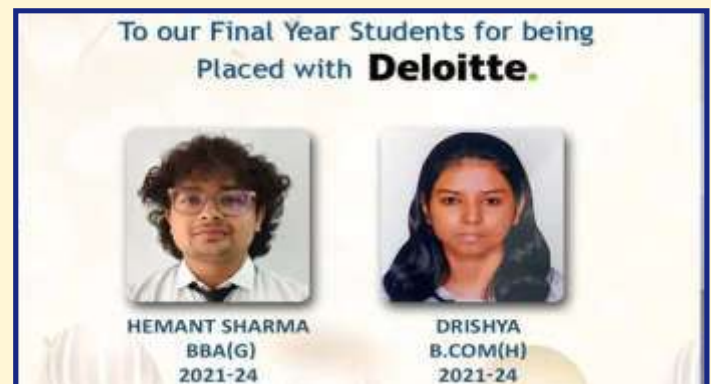 To our Final Year Students for being
Placed with Deloitte.
HEMANT SHARMA
BBA(G)
2021-24
DRISHYA
B.COM(H)
2021-24